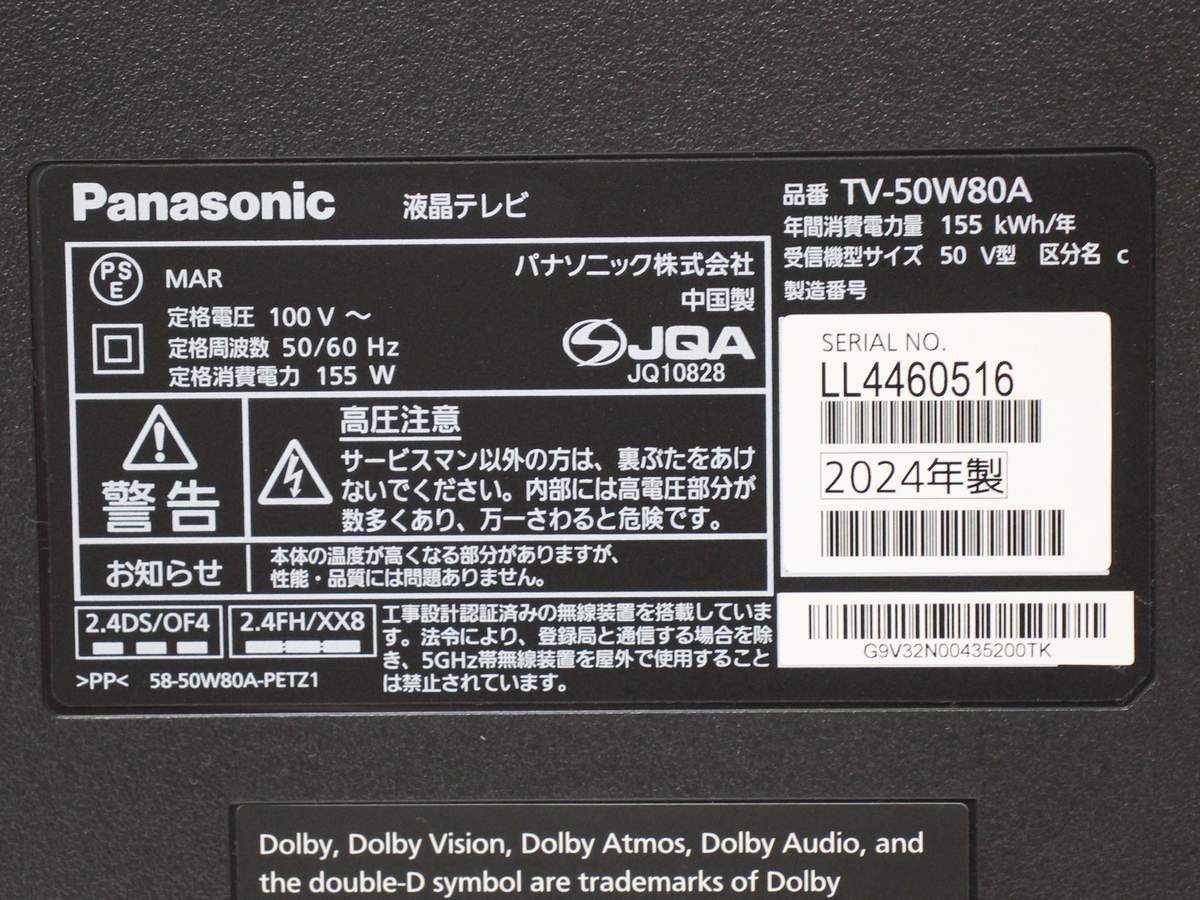 Panasonic 液晶テレビ
品番 TV-50W80A
年間消費電力量 155 kWh/年
受信機型サイズ 50 V型 区分名 c
製造番号
PSE MAR
パナソニック株式会社
中国製
定格電圧 100 V ～
定格周波数 50/60 Hz
定格消費電力 155 W
JQA
JQ10828
SERIAL NO.
LL4460516
2024年製
警告
高圧注意
サービスマン以外の方は、裏ぶたをあけ
ないでください。内部には高電圧部分が
数多くあり、万一さわると危険です。
お知らせ
本体の温度が高くなる部分がありますが、
性能・品質には問題ありません。
2.4DS/OF4
2.4FH/XX8
工事設計認証済みの無線装置を搭載していま
す。法令により、登録局と通信する場合を除
き、5GHz帯無線装置を屋外で使用すること
は禁止されています。
>PP< 58-50W80A-PETZ1
G9V32N00435200TK
Dolby, Dolby Vision, Dolby Atmos, Dolby Audio, and
the double-D symbol are trademarks of Dolby